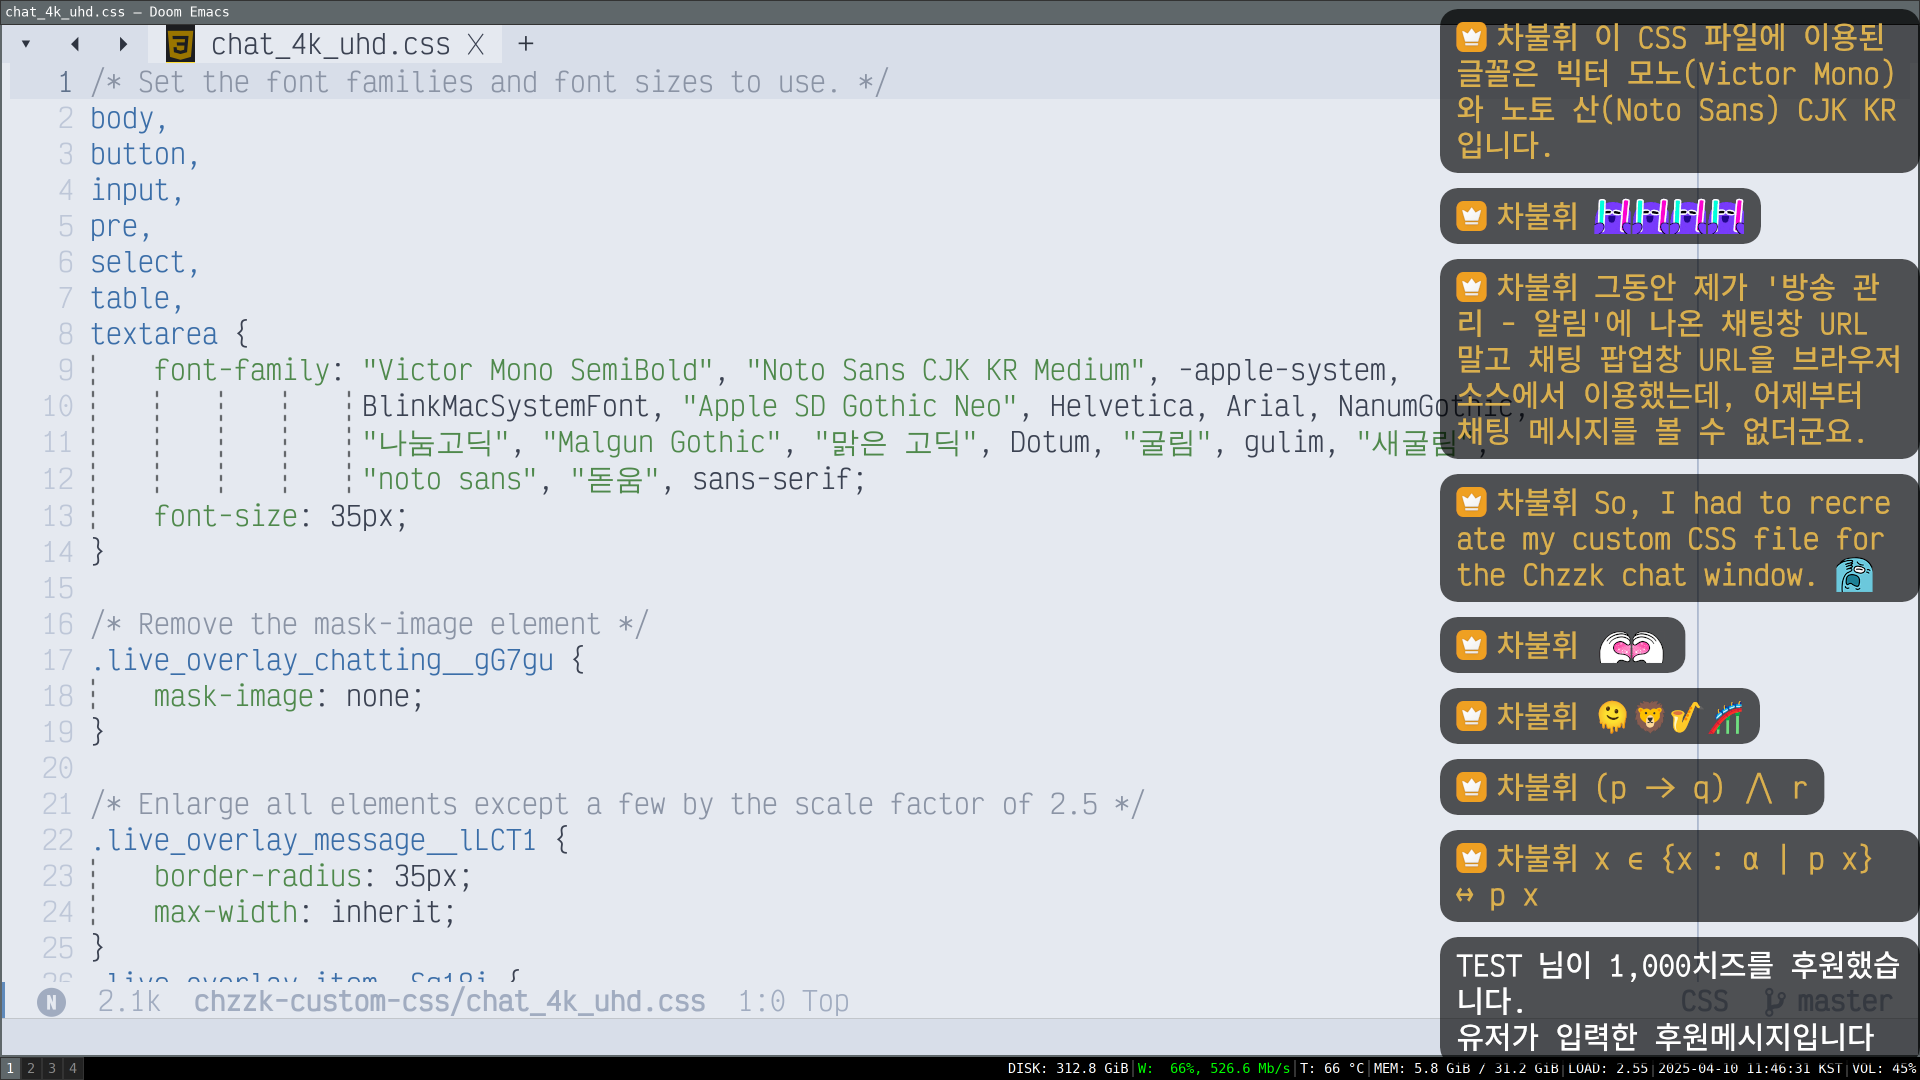 chat_4k_uhd.css – Doom Emacs
chat_4k_uhd.css X +
1 /* Set the font families and font sizes to use. */
2 body,
3 button,
4 input,
5 pre,
6 select,
7 table,
8 textarea {
9 font-family: "Victor Mono SemiBold", "Noto Sans CJK KR Medium", -apple-system,
10 BlinkMacSystemFont, "Apple SD Gothic Neo", Helvetica, Arial, NanumGothic,
11 "나눔고딕", "Malgun Gothic", "맑은 고딕", Dotum, "굴림", gulim, "새굴림",
12 "noto sans", "돋움", sans-serif;
13 font-size: 35px;
14 }
15
16 /* Remove the mask-image element */
17 .live_overlay_chatting__gG7gu {
18 mask-image: none;
19 }
20
21 /* Enlarge all elements except a few by the scale factor of 2.5 */
22 .live_overlay_message__lLCT1 {
23 border-radius: 35px;
24 max-width: inherit;
25 }
N 2.1k chzzk-custom-css/chat_4k_uhd.css 1:0 Top CSS master
차불휘 이 CSS 파일에 이용된
글꼴은 빅터 모노(Victor Mono)
와 노토 산(Noto Sans) CJK KR
입니다.
차불휘
차불휘 그동안 제가 '방송 관
리 - 알림'에 나온 채팅창 URL
말고 채팅 팝업창 URL을 브라우저
소스에서 이용했는데, 어제부터
채팅 메시지를 볼 수 없더군요.
차불휘 So, I had to recre
ate my custom CSS file for
the Chzzk chat window.
차불휘
차불휘 🫠🦁🎷🎢
차불휘 (p → q) ⋀ r
차불휘 x ∈ {x : α | p x}
↔ p x
TEST 님이 1,000치즈를 후원했습
니다.
유저가 입력한 후원메시지입니다
1 2 3 4
DISK: 312.8 GiB|W: 66%, 526.6 Mb/s|T: 66 °C|MEM: 5.8 GiB / 31.2 GiB|LOAD: 2.55|2025-04-10 11:46:31 KST|VOL: 45%